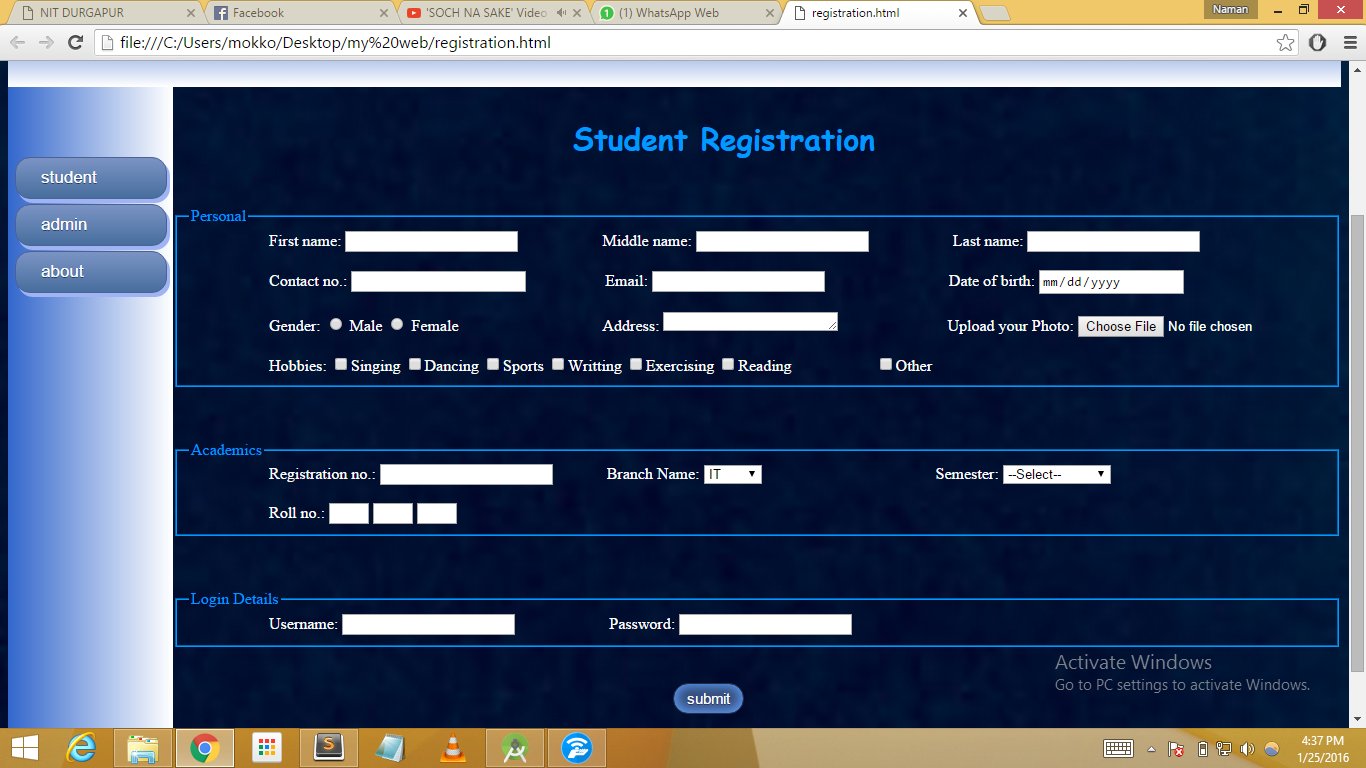 NIT DURGAPUR
Facebook
'SOCH NA SAKE' Video
(1) WhatsApp Web
registration.html
Naman
file:///C:/Users/mokko/Desktop/my%20web/registration.html
Student Registration
student
admin
about
Personal
First name: Middle name: Last name:
Contact no.: Email: Date of birth: mm/dd/yyyy
Gender: Male Female Address: Upload your Photo: Choose File No file chosen
Hobbies: Singing Dancing Sports Writting Exercising Reading Other
Academics
Registration no.: Branch Name: IT Semester: --Select--
Roll no.:
Login Details
Username: Password:
submit
Activate Windows
Go to PC settings to activate Windows.
4:37 PM
1/25/2016